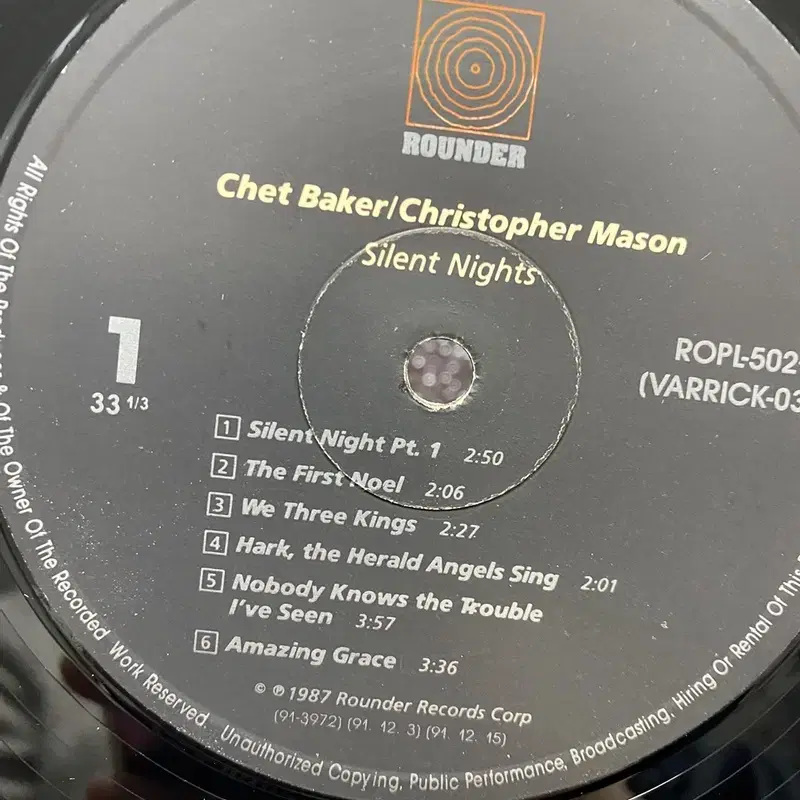 ROUNDER
Chet Baker/Christopher Mason
Silent Nights
1
33 1/3
ROPL-502
(VARRICK-03
1 Silent Night Pt. 1 2:50
2 The First Noel 2:06
3 We Three Kings 2:27
4 Hark, the Herald Angels Sing 2:01
5 Nobody Knows the Trouble
I've Seen 3:57
6 Amazing Grace 3:36
© ℗ 1987 Rounder Records Corp
(91-3972) (91. 12. 3) (91. 12. 15)
All Rights Of The Producer & Of The Owner Of The Recorded Work Reserved. Unauthorized Copying, Public Performance, Broadcasting, Hiring Or Rental Of This